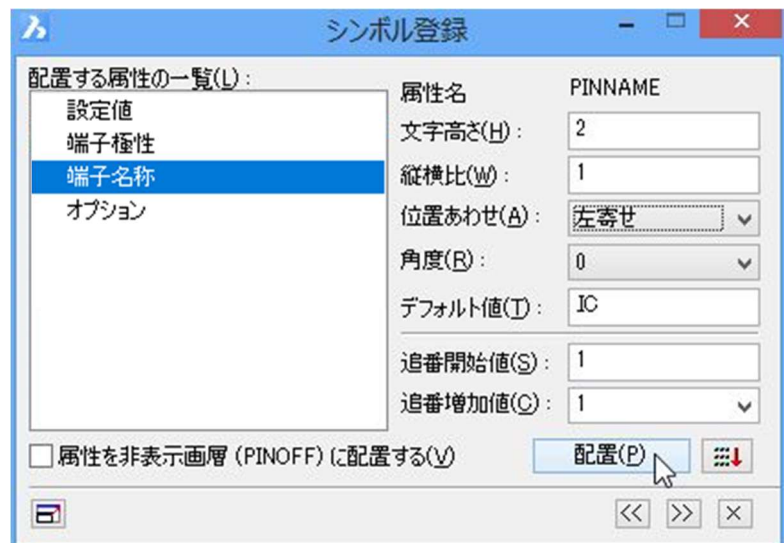 シンボル登録
配置する属性の一覧(L):
設定値
端子極性
端子名称
オプション
属性名 PINNAME
文字高さ(H): 2
縦横比(W): 1
位置あわせ(A): 左寄せ
角度(R): 0
デフォルト値(T): IC
追番開始値(S): 1
追番増加値(C): 1
属性を非表示画層(PINOFF)に配置する(V)
配置(P)
<< >> ×